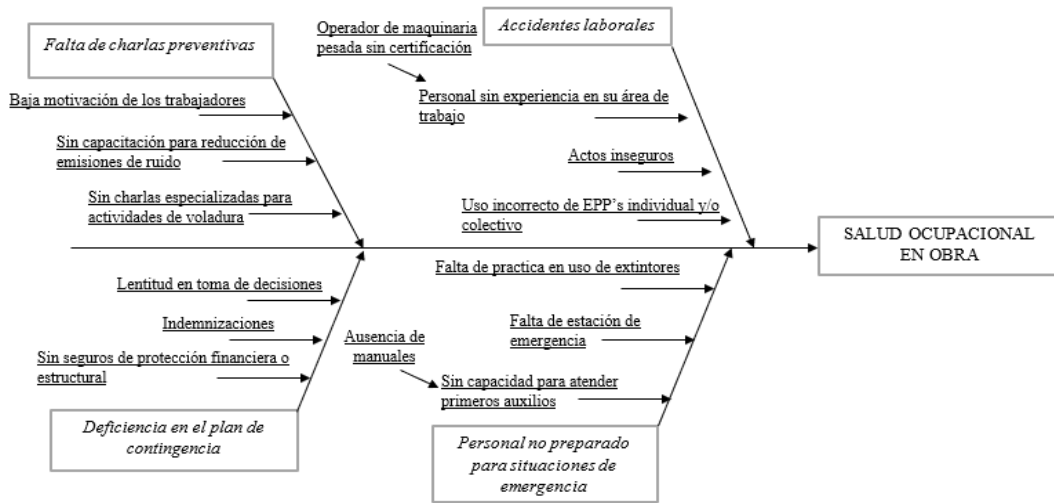 Falta de charlas preventivas
Baja motivación de los trabajadores
Sin capacitación para reducción de
emisiones de ruido
Sin charlas especializadas para
actividades de voladura
Accidentes laborales
Operador de maquinaria
pesada sin certificación
Personal sin experiencia en su área de
trabajo
Actos inseguros
Uso incorrecto de EPP's individual y/o
colectivo
SALUD OCUPACIONAL
EN OBRA
Lentitud en toma de decisiones
Indemnizaciones
Sin seguros de protección financiera o
estructural
Deficiencia en el plan de
contingencia
Falta de practica en uso de extintores
Falta de estación de
emergencia
Ausencia de
manuales
Sin capacidad para atender
primeros auxilios
Personal no preparado
para situaciones de
emergencia